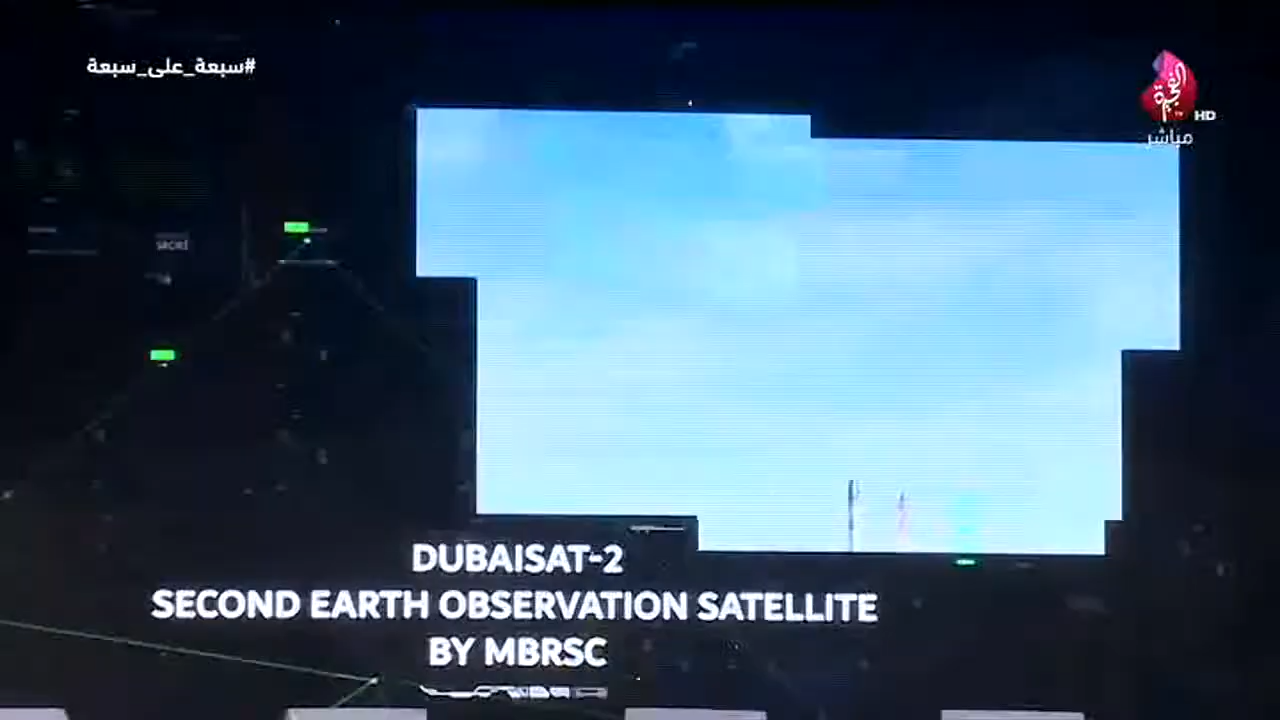 #سبعة_على_سبعة
الفجيرة
HD
مباشر
DUBAISAT-2
SECOND EARTH OBSERVATION SATELLITE
BY MBRSC